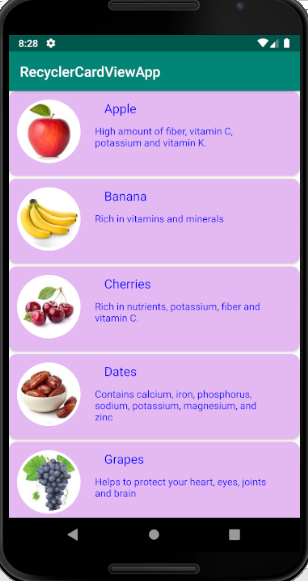 8:28
RecyclerCardViewApp
Apple
High amount of fiber, vitamin C,
potassium and vitamin K.
Banana
Rich in vitamins and minerals
Cherries
Rich in nutrients, potassium, fiber and
vitamin C.
Dates
Contains calcium, iron, phosphorus,
sodium, potassium, magnesium, and
zinc
Grapes
Helps to protect your heart, eyes, joints
and brain